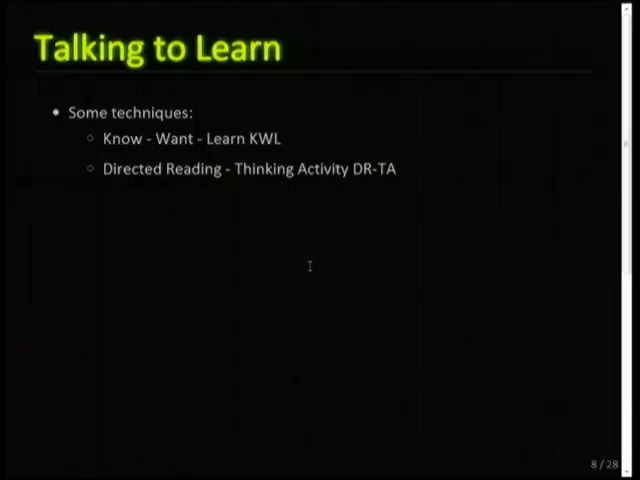 Talking to Learn
Some techniques:
Know - Want - Learn KWL
Directed Reading - Thinking Activity DR-TA
8 / 28